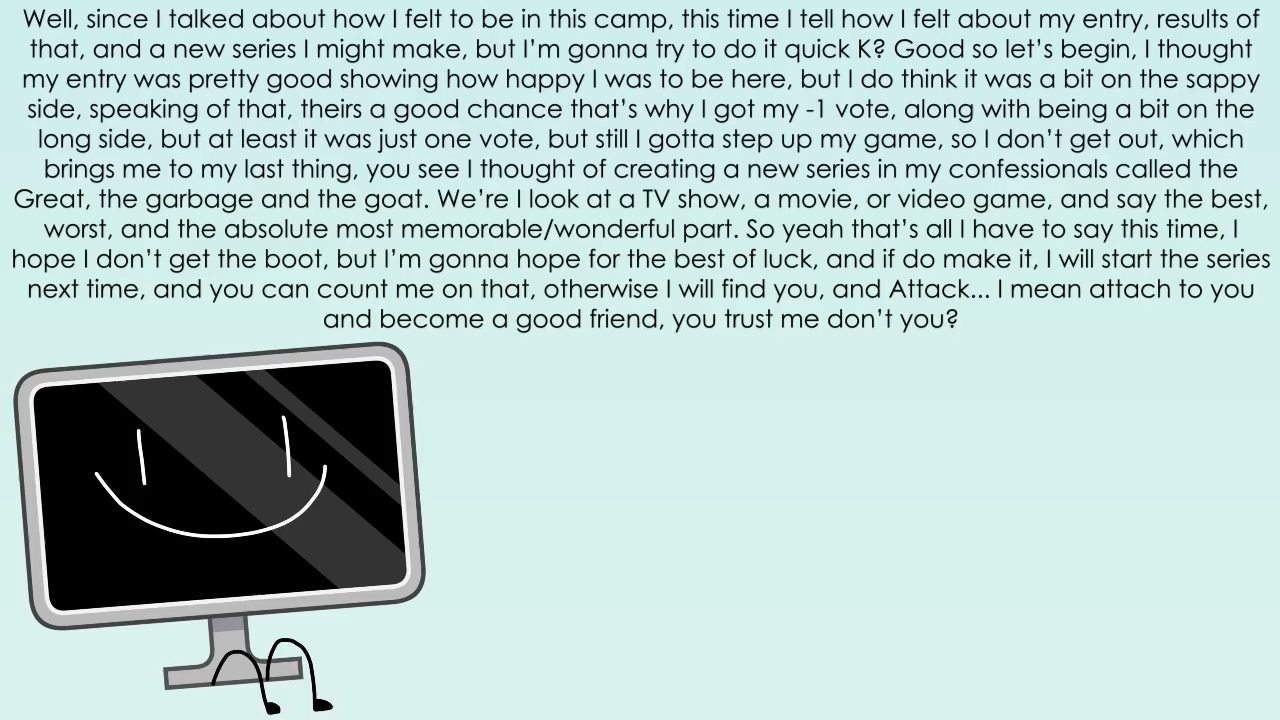 Well, since I talked about how I felt to be in this camp, this time I tell how I felt about my entry, results of
that, and a new series I might make, but I'm gonna try to do it quick K? Good so let's begin, I thought
my entry was pretty good showing how happy I was to be here, but I do think it was a bit on the sappy
side, speaking of that, theirs a good chance that's why I got my -1 vote, along with being a bit on the
long side, but at least it was just one vote, but still I gotta step up my game, so I don't get out, which
brings me to my last thing, you see I thought of creating a new series in my confessionals called the
Great, the garbage and the goat. We're I look at a TV show, a movie, or video game, and say the best,
worst, and the absolute most memorable/wonderful part. So yeah that's all I have to say this time, I
hope I don't get the boot, but I'm gonna hope for the best of luck, and if do make it, I will start the series
next time, and you can count me on that, otherwise I will find you, and Attack... I mean attach to you
and become a good friend, you trust me don't you?